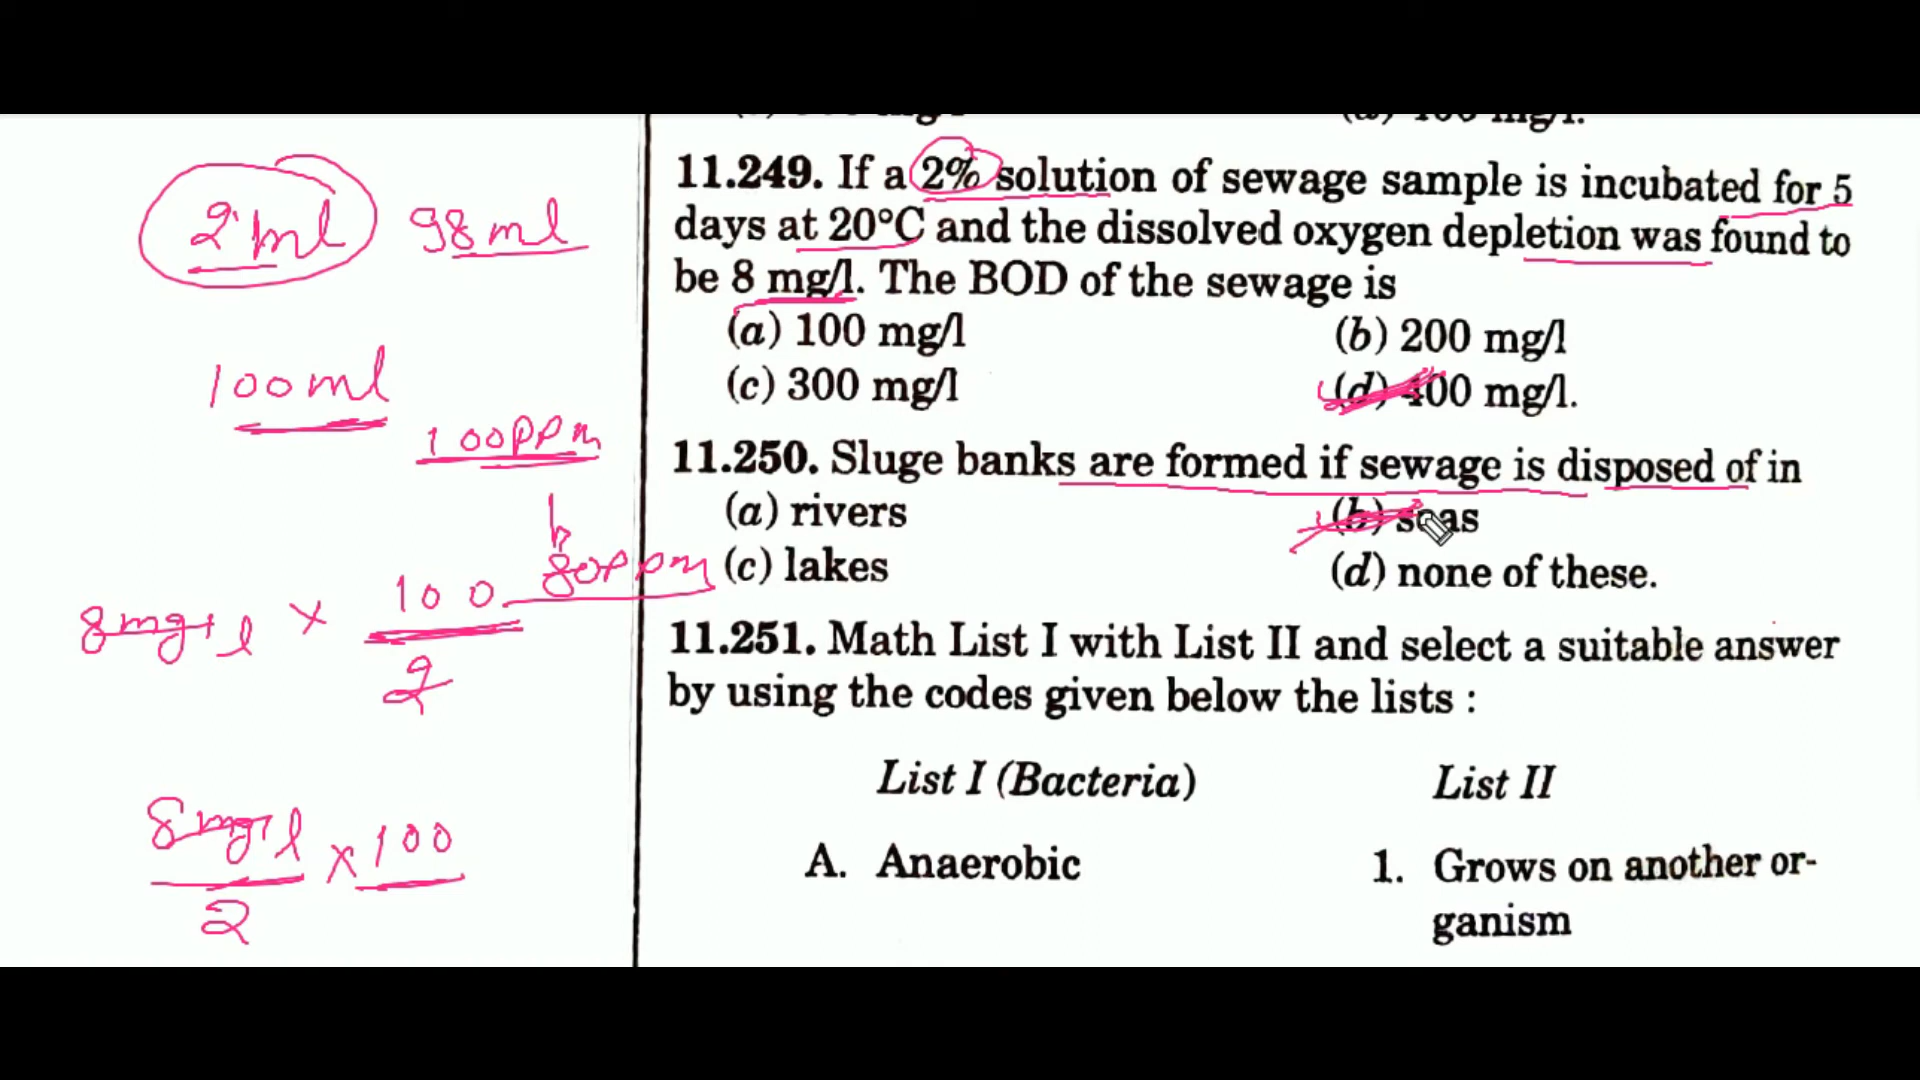 11.249. If a 2% solution of sewage sample is incubated for 5
days at 20°C and the dissolved oxygen depletion was found to
be 8 mg/l. The BOD of the sewage is
(a) 100 mg/l (b) 200 mg/l
(c) 300 mg/l (d) 400 mg/l.
11.250. Sluge banks are formed if sewage is disposed of in
(a) rivers (b) seas
(c) lakes (d) none of these.
11.251. Math List I with List II and select a suitable answer
by using the codes given below the lists :
List I (Bacteria) List II
A. Anaerobic 1. Grows on another or-
ganism
2 ml 98 ml
100 ml
100 ppm
80 ppm
8 mg/l × 100
2
8 mg/l × 100
2